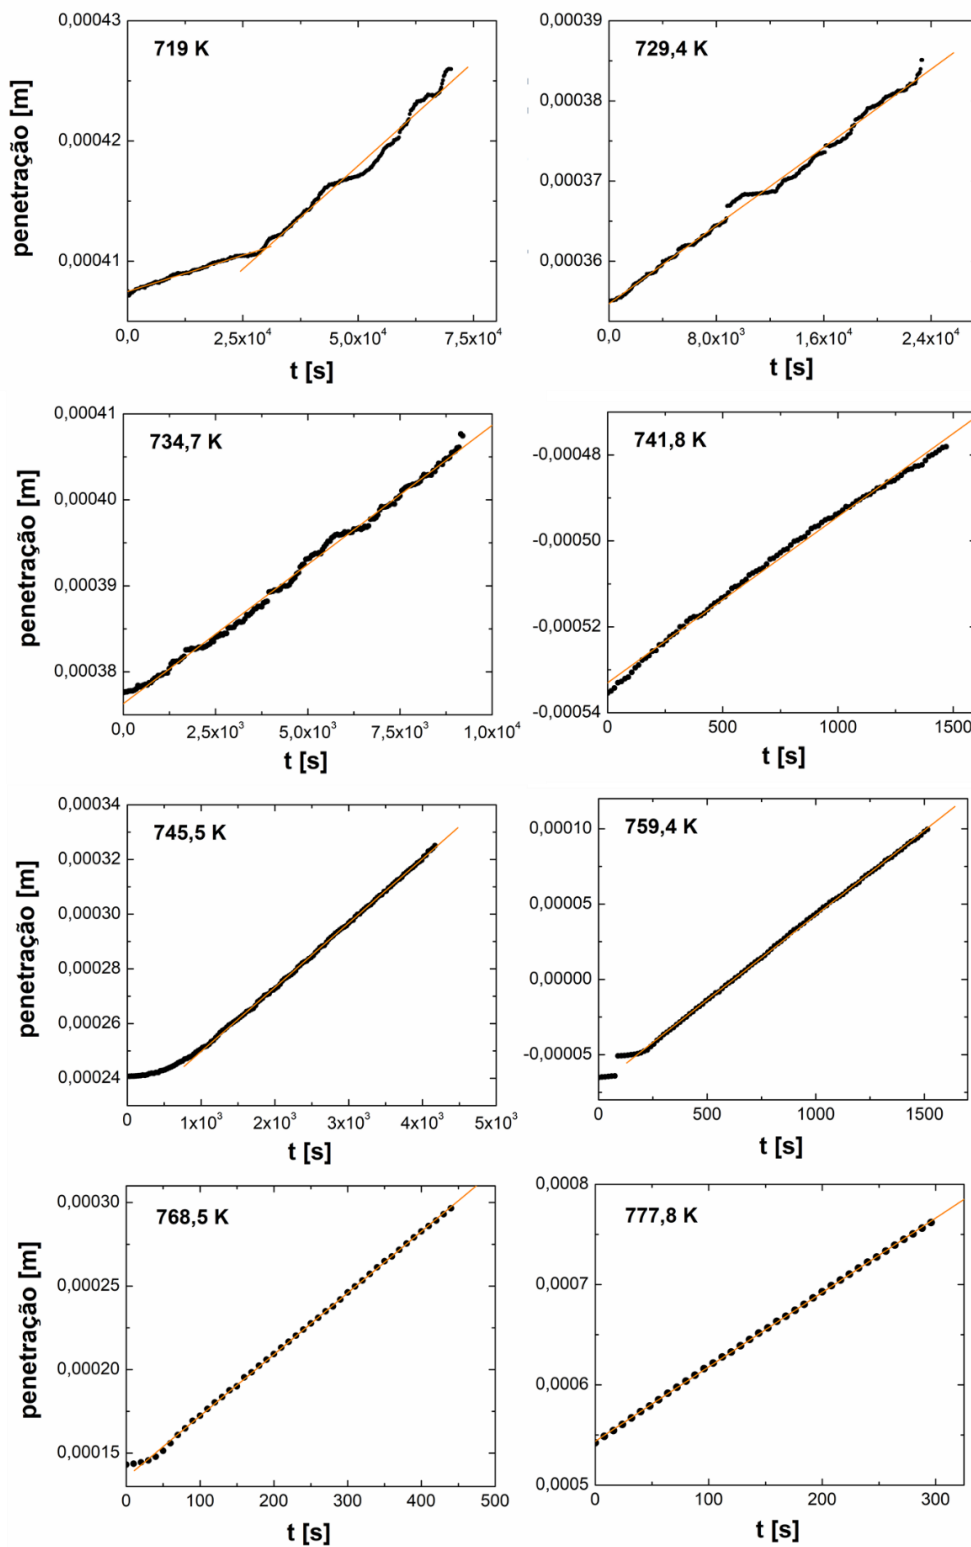 0,00043
0,00042
0,00041
719 K
penetração [m]
0,0 2,5x10⁴ 5,0x10⁴ 7,5x10⁴
t [s]
0,00039
0,00038
0,00037
0,00036
729,4 K
0,0 8,0x10³ 1,6x10⁴ 2,4x10⁴
t [s]
0,00041
0,00040
0,00039
0,00038
734,7 K
penetração [m]
0,0 2,5x10³ 5,0x10³ 7,5x10³ 1,0x10⁴
t [s]
-0,00048
-0,00050
-0,00052
-0,00054
741,8 K
0 500 1000 1500
t [s]
0,00034
0,00032
0,00030
0,00028
0,00026
0,00024
745,5 K
penetração [m]
0 1x10³ 2x10³ 3x10³ 4x10³ 5x10³
t [s]
0,00010
0,00005
0,00000
-0,00005
759,4 K
0 500 1000 1500
t [s]
0,00030
0,00025
0,00020
0,00015
768,5 K
penetração [m]
0 100 200 300 400 500
t [s]
0,0008
0,0007
0,0006
0,0005
777,8 K
0 100 200 300
t [s]